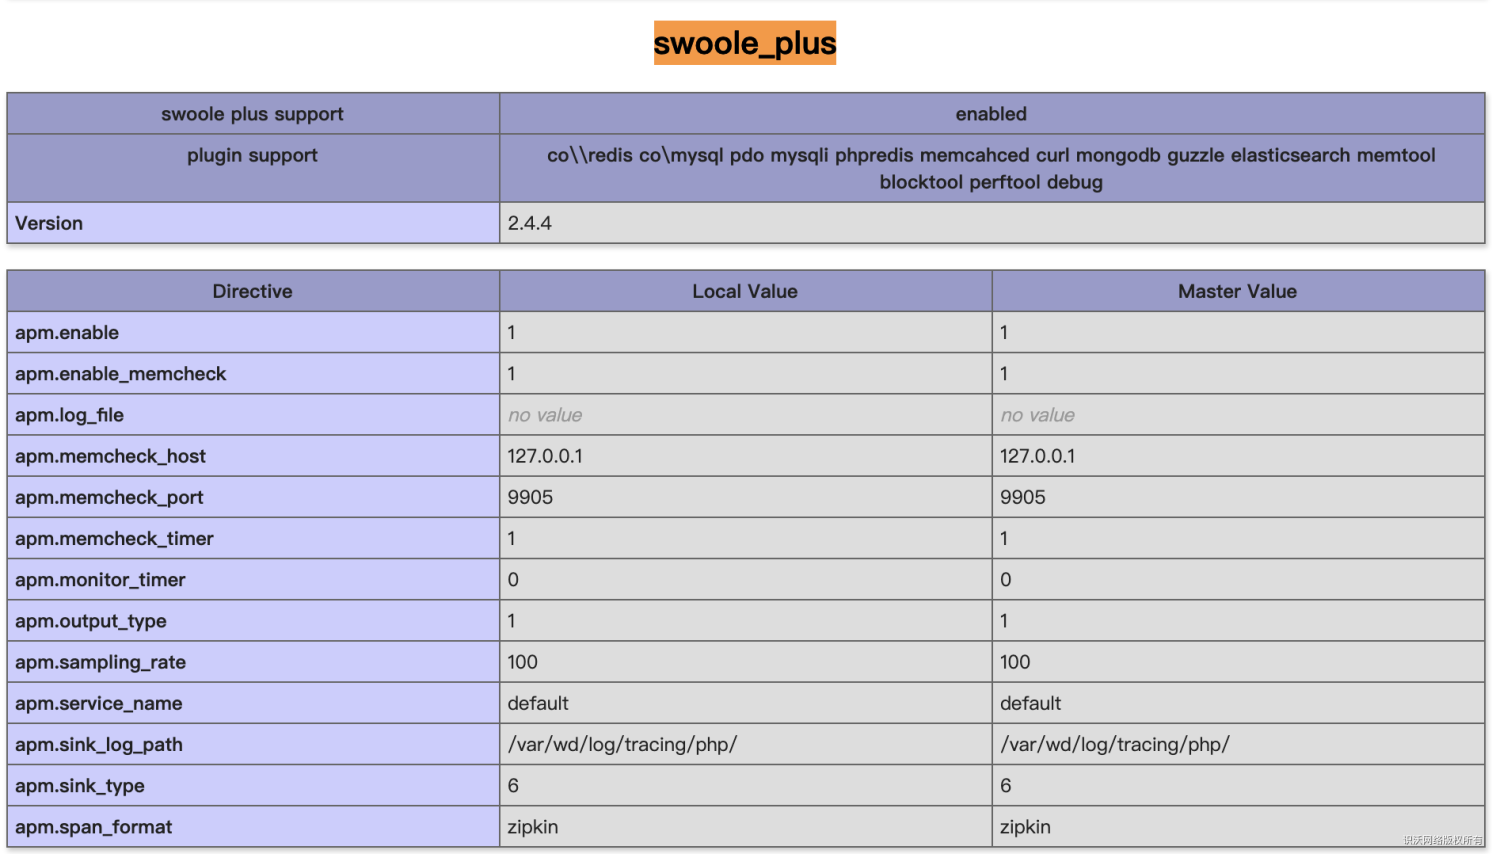 swoole_plus
swoole plus support enabled
plugin support co\\redis co\mysql pdo mysqli phpredis memcahced curl mongodb guzzle elasticsearch memtool
blocktool perftool debug
Version 2.4.4
Directive Local Value Master Value
apm.enable 1 1
apm.enable_memcheck 1 1
apm.log_file no value no value
apm.memcheck_host 127.0.0.1 127.0.0.1
apm.memcheck_port 9905 9905
apm.memcheck_timer 1 1
apm.monitor_timer 0 0
apm.output_type 1 1
apm.sampling_rate 100 100
apm.service_name default default
apm.sink_log_path /var/wd/log/tracing/php/ /var/wd/log/tracing/php/
apm.sink_type 6 6
apm.span_format zipkin zipkin
识沃网络版权所有